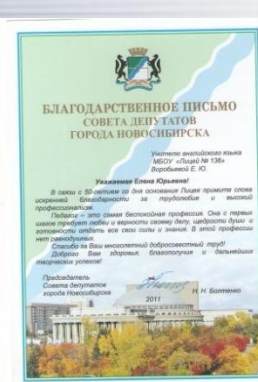 БЛАГОДАРСТВЕННОЕ ПИСЬМО
СОВЕТА ДЕПУТАТОВ
ГОРОДА НОВОСИБИРСКА
Учителю английского языка
МБОУ «Лицей № 136»
Воробьевой Е. Ю.
Уважаемая Елена Юрьевна!
В связи с 50-летием со дня основания Лицея примите слова
искренней благодарности за трудолюбие и высокий
профессионализм.
Педагог – это самая беспокойная профессия. Она с первых
шагов требует любви и верности своему делу, щедрости души и
готовности отдать все свои силы и знания. В этой профессии
нет равнодушных.
Спасибо за Ваш многолетний добросовестный труд!
Доброго Вам здоровья, благополучия и дальнейших
творческих успехов!
Председатель
Совета депутатов
города Новосибирска
Н. Н. Болтенко
2011